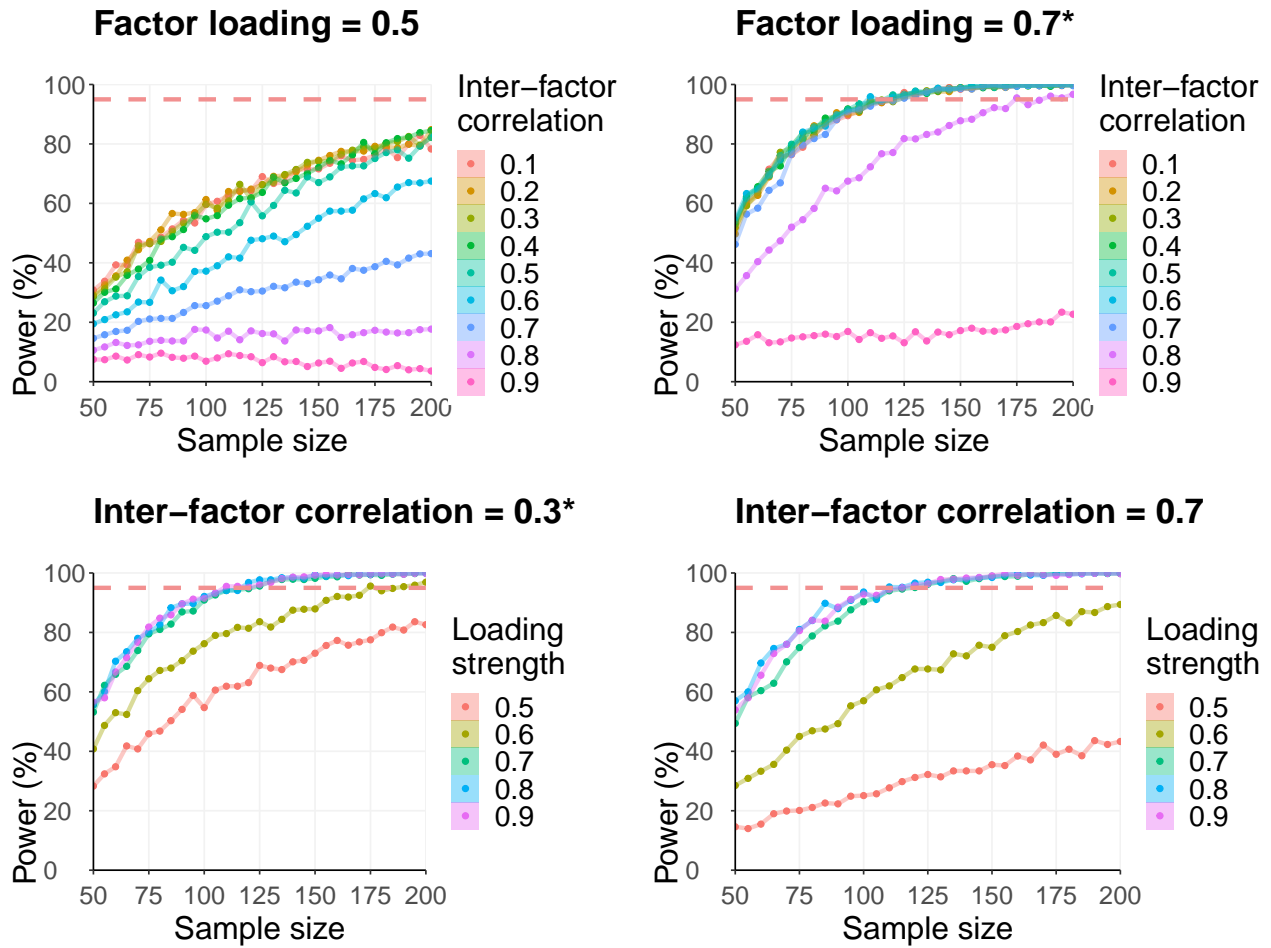 Factor loading = 0.5
Factor loading = 0.7*
100
80
60
40
20
0
Power (%)
50 75 100 125 150 175 200
Sample size
Inter−factor
correlation
0.1
0.2
0.3
0.4
0.5
0.6
0.7
0.8
0.9
100
80
60
40
20
0
Power (%)
50 75 100 125 150 175 200
Sample size
Inter−factor
correlation
0.1
0.2
0.3
0.4
0.5
0.6
0.7
0.8
0.9
Inter−factor correlation = 0.3*
Inter−factor correlation = 0.7
100
80
60
40
20
0
Power (%)
50 75 100 125 150 175 200
Sample size
Loading
strength
0.5
0.6
0.7
0.8
0.9
100
80
60
40
20
0
Power (%)
50 75 100 125 150 175 200
Sample size
Loading
strength
0.5
0.6
0.7
0.8
0.9